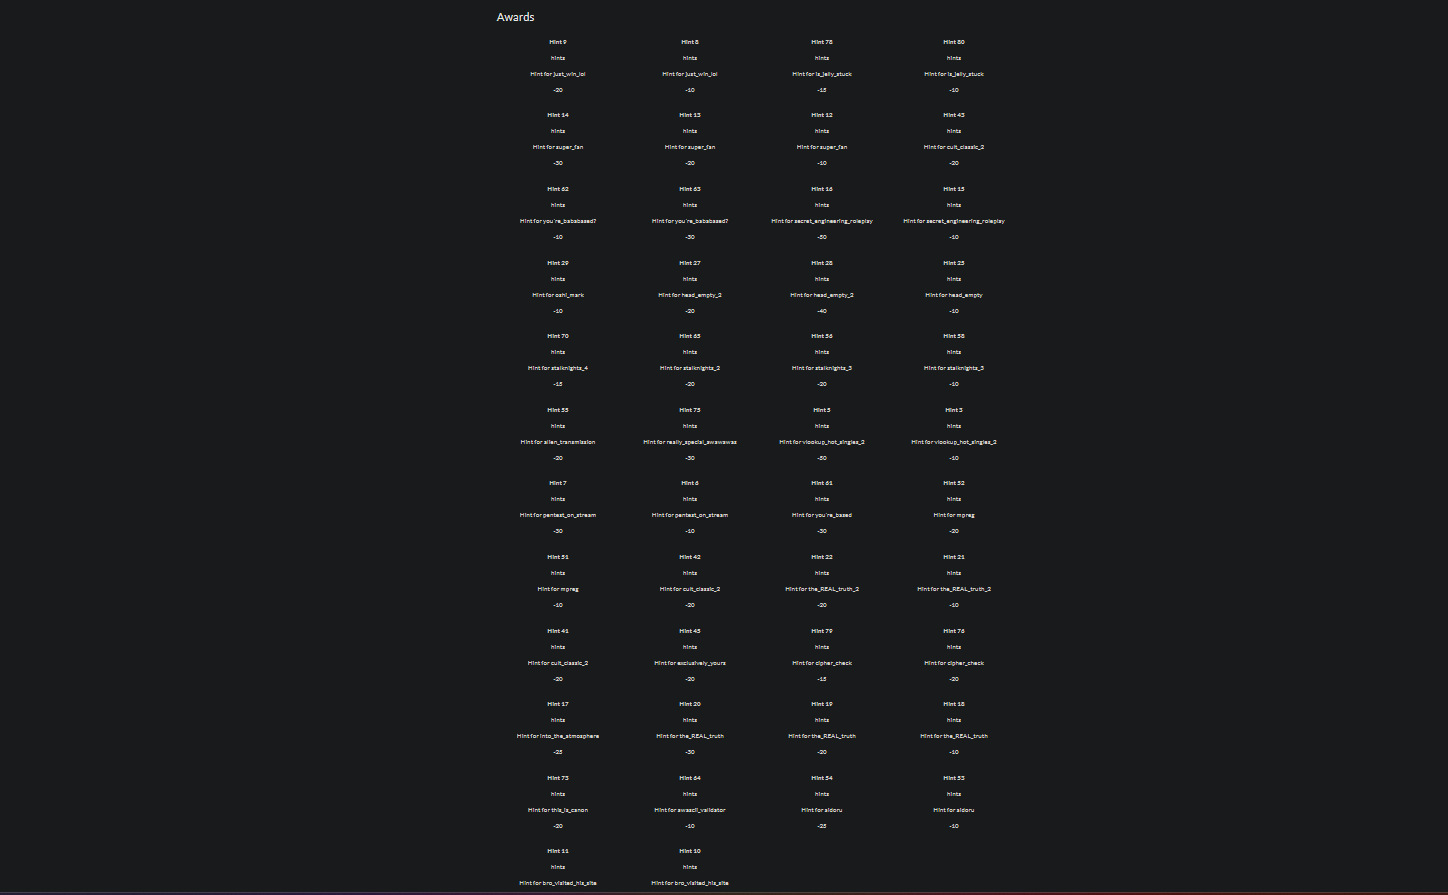 Awards
Hint 9 Hint 8 Hint 78 Hint 80
hints hints hints hints
Hint for just_win_lol Hint for just_win_lol Hint for is_jelly_stuck Hint for is_jelly_stuck
-20 -10 -15 -10
Hint 14 Hint 13 Hint 12 Hint 43
hints hints hints hints
Hint for super_fan Hint for super_fan Hint for super_fan Hint for cult_classic_2
-30 -20 -10 -20
Hint 62 Hint 63 Hint 16 Hint 15
hints hints hints hints
Hint for you're_bababased? Hint for you're_bababased? Hint for secret_engineering_roleplay Hint for secret_engineering_roleplay
-10 -30 -50 -10
Hint 29 Hint 27 Hint 28 Hint 25
hints hints hints hints
Hint for oshi_mark Hint for head_empty_2 Hint for head_empty_2 Hint for head_empty
-10 -20 -40 -10
Hint 70 Hint 65 Hint 56 Hint 58
hints hints hints hints
Hint for stalknights_4 Hint for stalknights_2 Hint for stalknights_3 Hint for stalknights_3
-15 -20 -20 -10
Hint 55 Hint 75 Hint 5 Hint 3
hints hints hints hints
Hint for alien_transmission Hint for really_special_awawawas Hint for vlookup_hot_singles_2 Hint for vlookup_hot_singles_2
-20 -30 -50 -10
Hint 7 Hint 6 Hint 61 Hint 52
hints hints hints hints
Hint for pentest_on_stream Hint for pentest_on_stream Hint for you're_based Hint for mpreg
-30 -10 -30 -20
Hint 51 Hint 42 Hint 22 Hint 21
hints hints hints hints
Hint for mpreg Hint for cult_classic_2 Hint for the_REAL_truth_2 Hint for the_REAL_truth_2
-10 -20 -20 -10
Hint 41 Hint 45 Hint 79 Hint 76
hints hints hints hints
Hint for cult_classic_2 Hint for exclusively_yours Hint for cipher_check Hint for cipher_check
-20 -20 -15 -20
Hint 17 Hint 20 Hint 19 Hint 18
hints hints hints hints
Hint for into_the_atmosphere Hint for the_REAL_truth Hint for the_REAL_truth Hint for the_REAL_truth
-25 -30 -20 -10
Hint 73 Hint 64 Hint 54 Hint 53
hints hints hints hints
Hint for this_is_canon Hint for awascii_validator Hint for aidoru Hint for aidoru
-20 -10 -25 -10
Hint 11 Hint 10
hints hints
Hint for bro_visited_his_site Hint for bro_visited_his_site